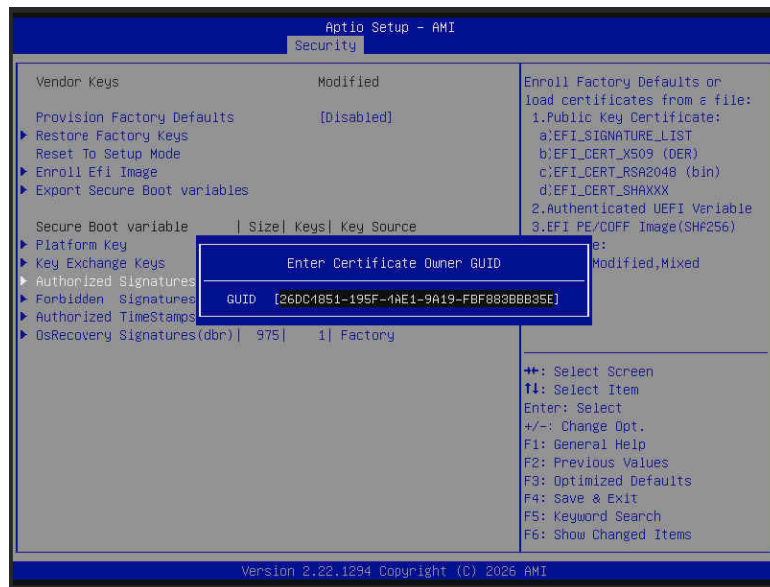 Aptio Setup - AMI
Security
Vendor Keys Modified
Provision Factory Defaults [Disabled]
Restore Factory Keys
Reset To Setup Mode
Enroll Efi Image
Export Secure Boot variables
Secure Boot variable | Size| Keys| Key Source
Platform Key
Key Exchange Keys
Authorized Signatures
Forbidden Signatures
Authorized TimeStamps
OsRecovery Signatures(dbr)| 975| 1| Factory
Enter Certificate Owner GUID
GUID [26DC4851-195F-4AE1-9A19-FBF883BBB35E]
Enroll Factory Defaults or
load certificates from a file:
1.Public Key Certificate:
a)EFI_SIGNATURE_LIST
b)EFI_CERT_X509 (DER)
c)EFI_CERT_RSA2048 (bin)
d)EFI_CERT_SHAXXX
2.Authenticated UEFI Variable
3.EFI PE/COFF Image(SHA256)
e:
Modified,Mixed
++: Select Screen
↑↓: Select Item
Enter: Select
+/-: Change Opt.
F1: General Help
F2: Previous Values
F3: Optimized Defaults
F4: Save & Exit
F5: Keyword Search
F6: Show Changed Items
Version 2.22.1294 Copyright (C) 2026 AMI